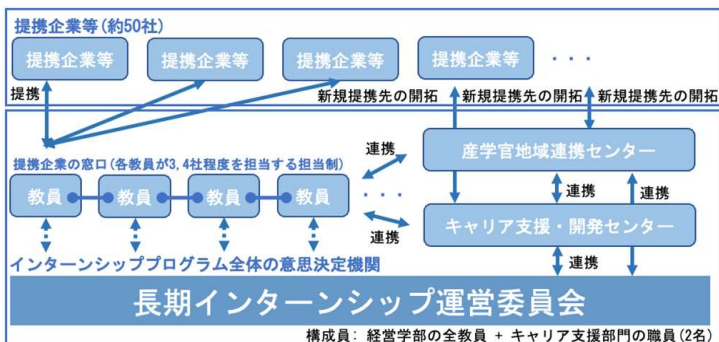 提携企業等(約50社)
提携企業等 提携企業等 提携企業等 提携企業等 ・・・
提携 新規提携先の開拓 新規提携先の開拓 新規提携先の開拓
提携企業の窓口(各教員が3,4社程度を担当する担当制)
連携
産学官地域連携センター
教員 教員 教員 教員 ・・・
連携 連携
連携
キャリア支援・開発センター
インターンシッププログラム全体の意思決定機関
連携
長期インターンシップ運営委員会
構成員: 経営学部の全教員 + キャリア支援部門の職員(2名)